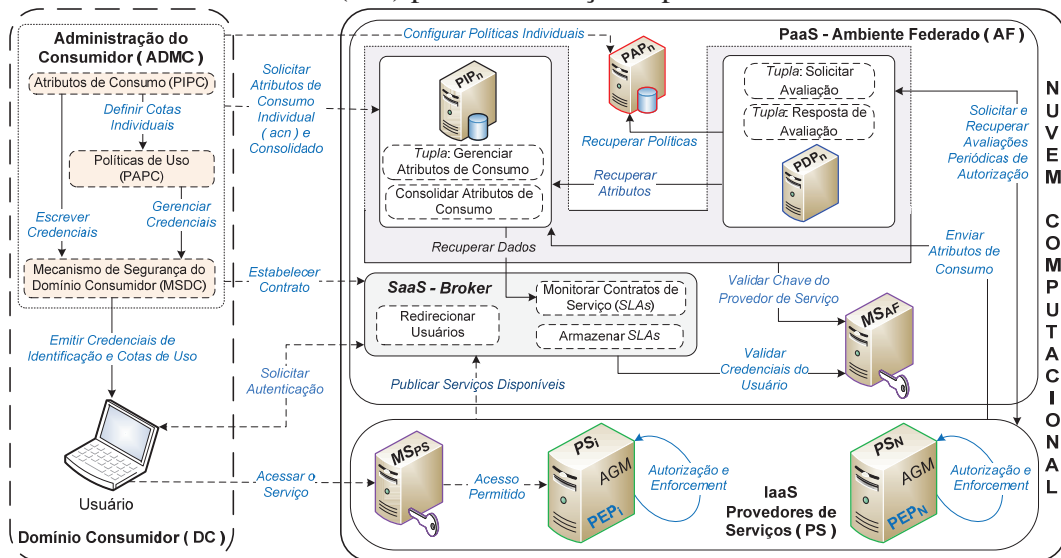 Administração do
Consumidor ( ADMC )
Atributos de Consumo (PIPC)
Definir Cotas
Individuais
Políticas de Uso
(PAPC)
Escrever
Credenciais
Gerenciar
Credenciais
Mecanismo de Segurança do
Domínio Consumidor (MSDC)
Emitir Credenciais de
Identificação e Cotas de Uso
Usuário
Domínio Consumidor ( DC )
Configurar Políticas Individuais
Solicitar
Atributos de
Consumo
Individual
( acn ) e
Consolidado
Estabelecer
Contrato
Solicitar
Autenticação
Acessar o
Serviço
PaaS - Ambiente Federado ( AF )
PIPn
Tupla: Gerenciar
Atributos de Consumo
Consolidar Atributos de
Consumo
PAPn
Recuperar Políticas
Recuperar
Atributos
Tupla: Solicitar
Avaliação
Tupla: Resposta de
Avaliação
PDPn
Solicitar e
Recuperar
Avaliações
Periódicas de
Autorização
Recuperar Dados
Enviar
Atributos de
Consumo
SaaS - Broker
Redirecionar
Usuários
Monitorar Contratos
de Serviço (SLAs)
Armazenar SLAs
Validar Chave do
Provedor de Serviço
MSAF
Validar
Credenciais do
Usuário
Publicar Serviços Disponíveis
MSPS
Acesso
Permitido
PSi
AGM
PEPi
Autorização e
Enforcement
PSN
AGM
PEPN
Autorização e
Enforcement
IaaS
Provedores de
Serviços ( PS )
NUVEM COMPUTACIONAL